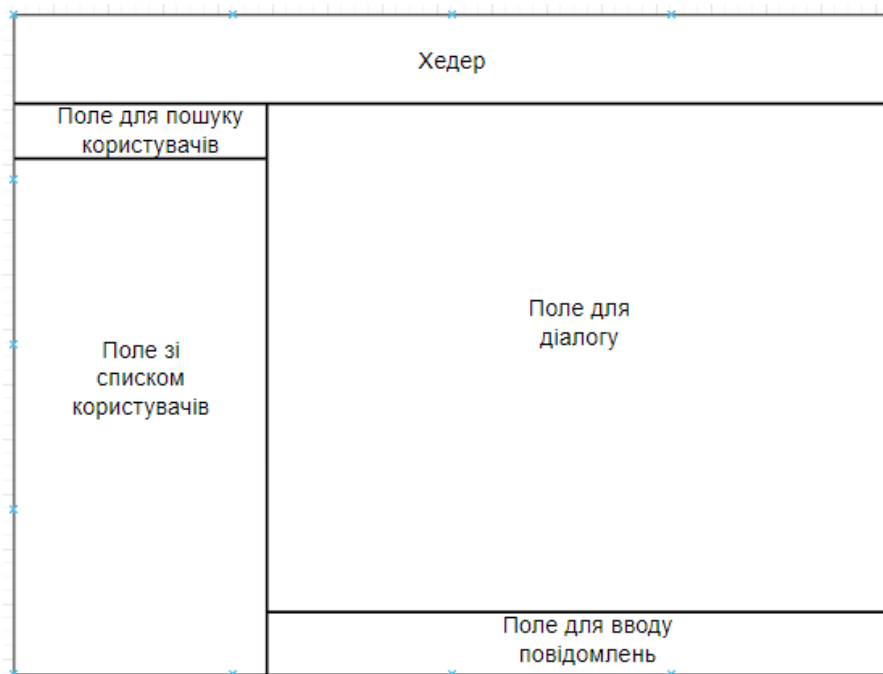 Хедер
Поле для пошуку
користувачів
Поле зі
списком
користувачів
Поле для
діалогу
Поле для вводу
повідомлень